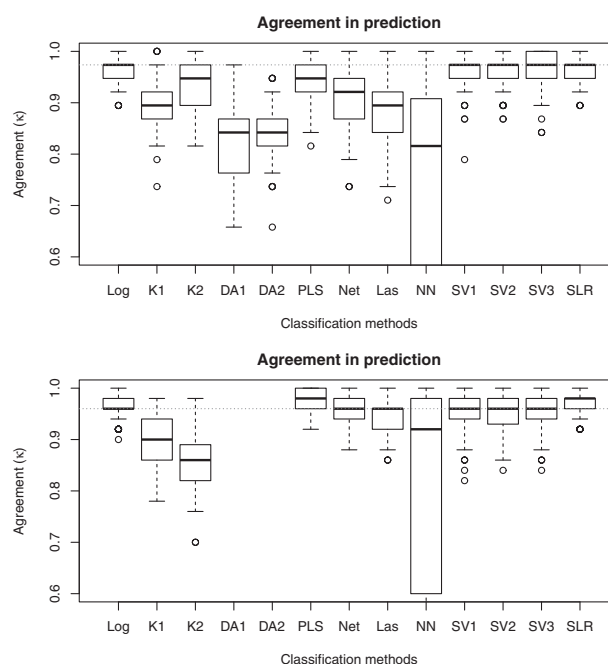 Agreement in prediction
1.0
0.9
0.8
0.7
0.6
Agreement (κ)
Log K1 K2 DA1 DA2 PLS Net Las NN SV1 SV2 SV3 SLR
Classification methods
Agreement in prediction
1.0
0.9
0.8
0.7
0.6
Agreement (κ)
Log K1 K2 DA1 DA2 PLS Net Las NN SV1 SV2 SV3 SLR
Classification methods